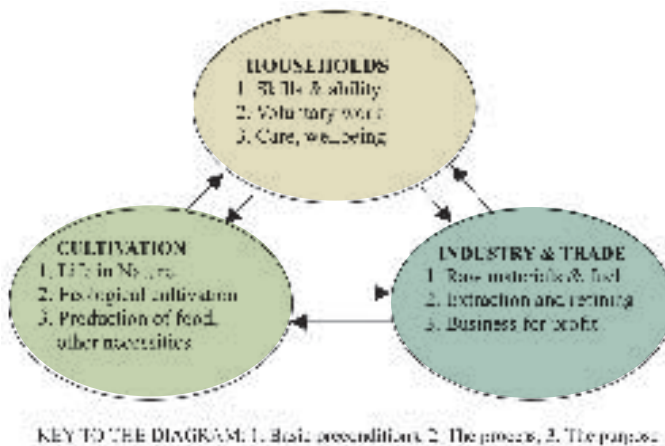 HOUSEHOLDS
1. Skills & ability
2. Voluntary work
3. Care, wellbeing
CULTIVATION
1. Life in Nature
2. Ecological cultivation
3. Production of food,
other necessities
INDUSTRY & TRADE
1. Raw materials & fuel
2. Extraction and refining
3. Business for profit
KEY TO THE DIAGRAM: 1. Basic preconditions, 2. The process, 3. The purpose